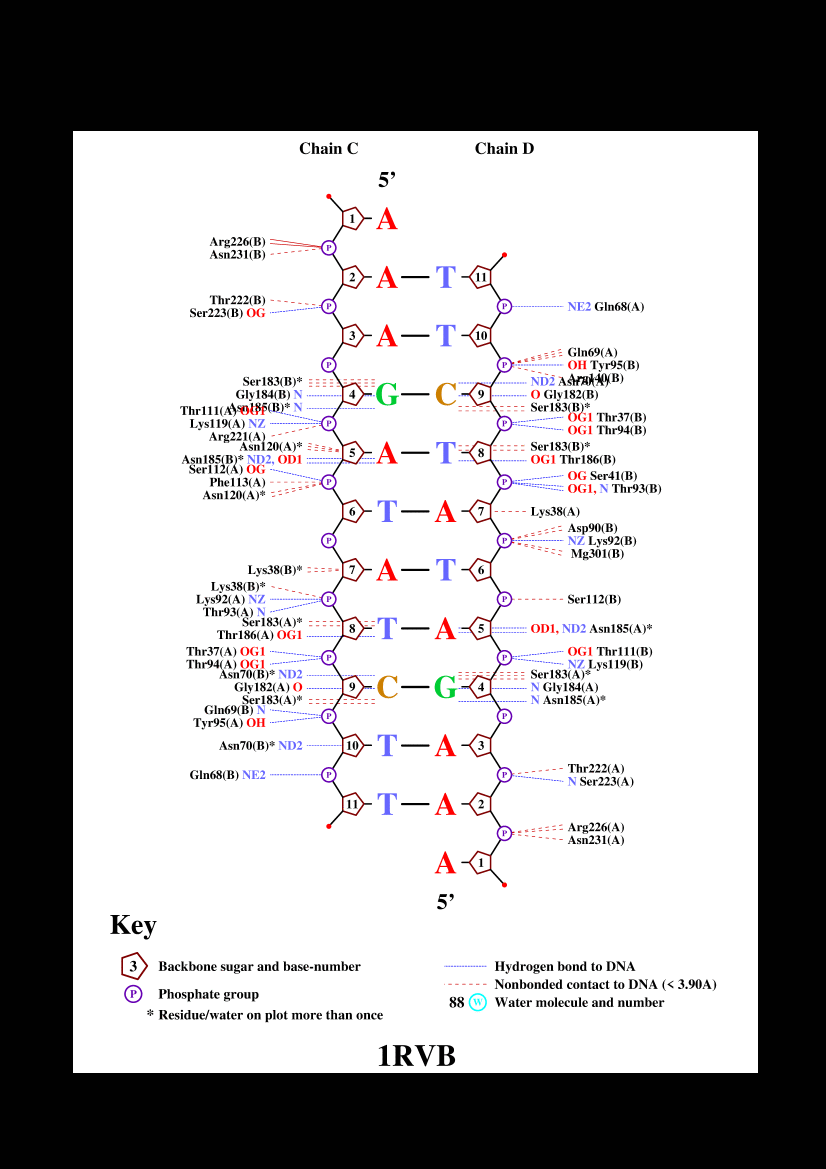 Chain C Chain D
5’
1 A
Arg226(B) P
Asn231(B)
2 A T 11
Thr222(B) P P NE2 Gln68(A)
Ser223(B) OG
3 A T 10
Gln69(A)
P P OH Tyr95(B)
Arg140(B)
Ser183(B)* ND2 Asn70(A)
Gly184(B) N 4 G C 9 O Gly182(B)
Asn185(B)* N Ser183(B)*
Thr111(A) OG1 OG1 Thr37(B)
Lys119(A) NZ P P OG1 Thr94(B)
Arg221(A)
Asn120(A)* Ser183(B)*
5 A T 8
Asn185(B)* ND2, OD1 OG1 Thr186(B)
Ser112(A) OG OG Ser41(B)
Phe113(A) P P OG1, N Thr93(B)
Asn120(A)*
6 T A 7 Lys38(A)
Asp90(B)
P P NZ Lys92(B)
Mg301(B)
Lys38(B)* 7 A T 6
Lys38(B)*
Lys92(A) NZ P P Ser112(B)
Thr93(A) N
Ser183(A)*
8 T A 5 OD1, ND2 Asn185(A)*
Thr186(A) OG1
Thr37(A) OG1 P P OG1 Thr111(B)
Thr94(A) OG1 NZ Lys119(B)
Asn70(B)* ND2 Ser183(A)*
Gly182(A) O 9 C G 4 N Gly184(A)
Ser183(A)* N Asn185(A)*
Gln69(B) N P P
Tyr95(A) OH
Asn70(B)* ND2 10 T A 3
Thr222(A)
Gln68(B) NE2 P P N Ser223(A)
11 T A 2
Arg226(A)
P Asn231(A)
A 1
5’
Key
3 Backbone sugar and base-number Hydrogen bond to DNA
Nonbonded contact to DNA (< 3.90A)
P Phosphate group 88 W Water molecule and number
* Residue/water on plot more than once
1RVB